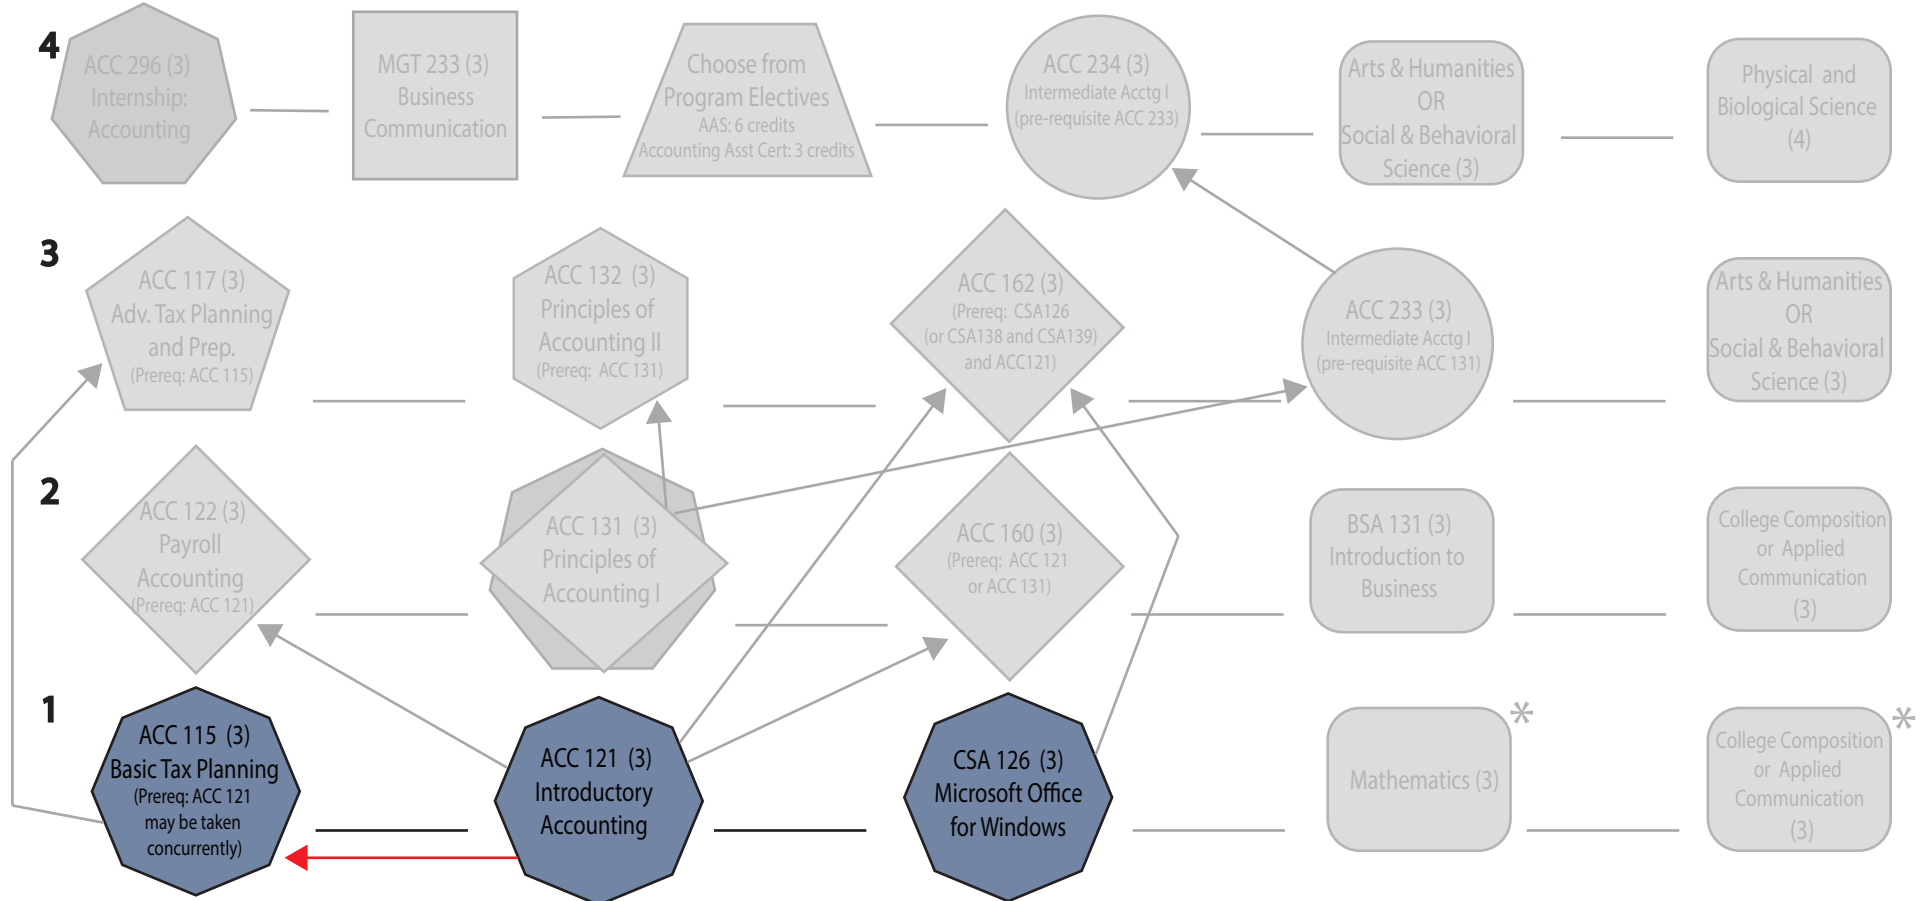 4
ACC 296 (3)
Internship:
Accounting
MGT 233 (3)
Business
Communication
Choose from
Program Electives
AAS: 6 credits
Accounting Asst Cert: 3 credits
ACC 234 (3)
Intermediate Acctg I
(pre-requisite ACC 233)
Arts & Humanities
OR
Social & Behavioral
Science (3)
Physical and
Biological Science
(4)
3
ACC 117 (3)
Adv. Tax Planning
and Prep.
(Prereq: ACC 115)
ACC 132 (3)
Principles of
Accounting II
(Prereq: ACC 131)
ACC 162 (3)
(Prereq: CSA126
(or CSA138 and CSA139)
and ACC121)
ACC 233 (3)
Intermediate Acctg I
(pre-requisite ACC 131)
Arts & Humanities
OR
Social & Behavioral
Science (3)
2
ACC 122 (3)
Payroll
Accounting
(Prereq: ACC 121)
ACC 131 (3)
Principles of
Accounting I
ACC 160 (3)
(Prereq: ACC 121
or ACC 131)
BSA 131 (3)
Introduction to
Business
College Composition
or Applied
Communication
(3)
1
ACC 115 (3)
Basic Tax Planning
(Prereq: ACC 121
may be taken
concurrently)
ACC 121 (3)
Introductory
Accounting
CSA 126 (3)
Microsoft Office
for Windows
Mathematics (3)
*
College Composition
or Applied
Communication
(3)
*